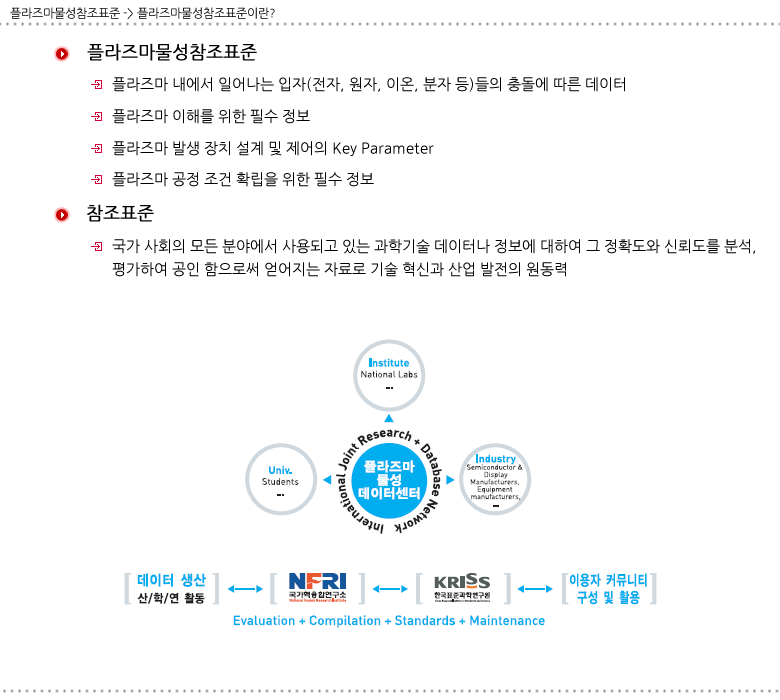 플라즈마물성참조표준 -> 플라즈마물성참조표준이란?
플라즈마물성참조표준
플라즈마 내에서 일어나는 입자(전자, 원자, 이온, 분자 등)들의 충돌에 따른 데이터
플라즈마 이해를 위한 필수 정보
플라즈마 발생 장치 설계 및 제어의 Key Parameter
플라즈마 공정 조건 확립을 위한 필수 정보
참조표준
국가 사회의 모든 분야에서 사용되고 있는 과학기술 데이터나 정보에 대하여 그 정확도와 신뢰도를 분석,
평가하여 공인 함으로써 얻어지는 자료로 기술 혁신과 산업 발전의 원동력
Institute
National Labs
...
International Joint Research + Database Network
플라즈마
물성
데이터센터
Univ.
Students
...
Industry
Semiconductor &
Display
Manufacturers,
Equipment
manufacturers,
...
데이터 생산
산/학/연 활동
NFRI
국가핵융합연구소
National Fusion Research Institute
KRISS
한국표준과학연구원
이용자 커뮤니티
구성 및 활용
Evaluation + Compilation + Standards + Maintenance